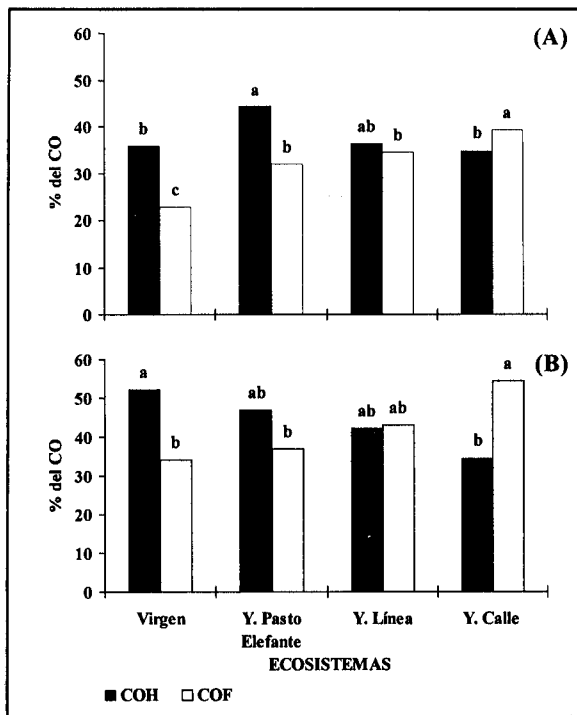 (A)
60
50
40
30
20
10
0
% del CO
b
c
a
b
ab
b
b
a
(B)
60
50
40
30
20
10
0
% del CO
a
b
ab
b
ab
ab
b
a
Virgen
Y. Pasto
Elefante
Y. Línea
Y. Calle
ECOSISTEMAS
COH
COF